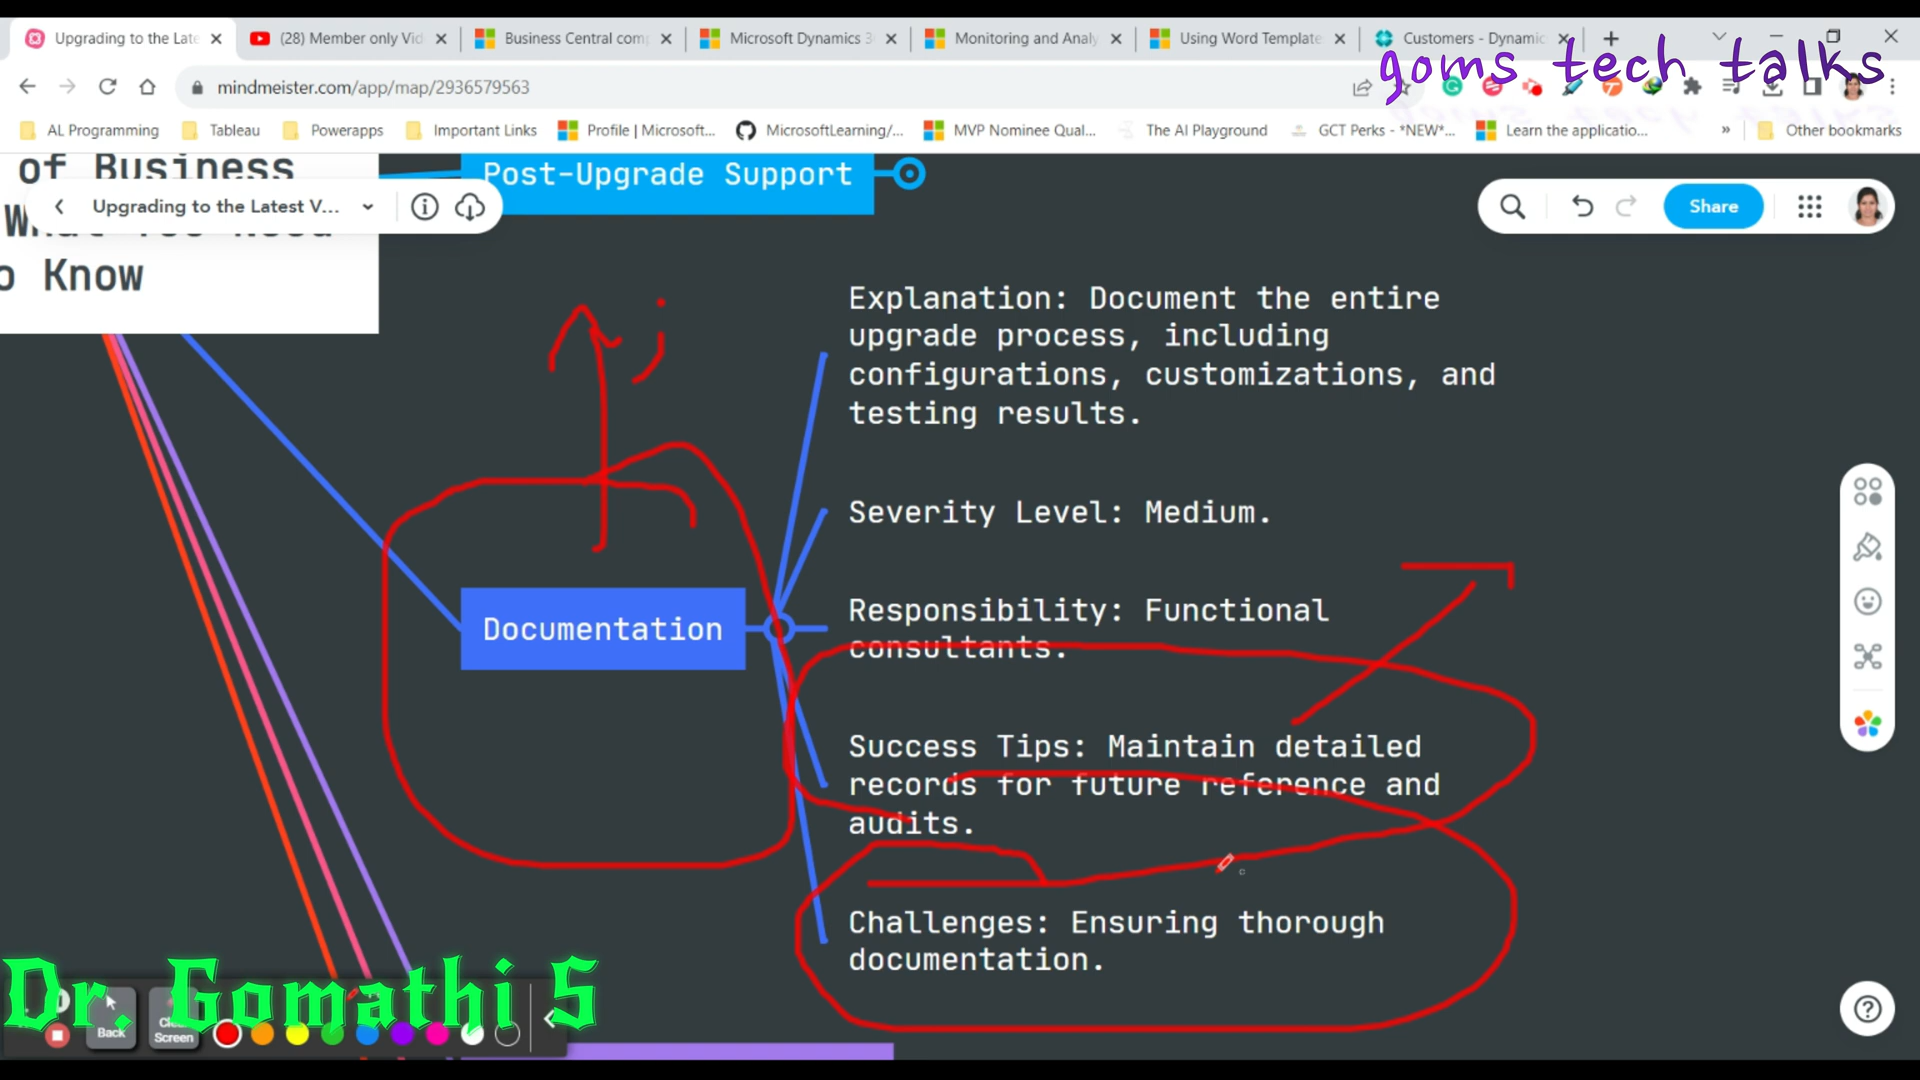 Upgrading to the Late
(28) Member only Vid
Business Central comp
Microsoft Dynamics 3
Monitoring and Analy
Using Word Template
Customers - Dynamic
goms tech talks
mindmeister.com/app/map/2936579563
AL Programming
Tableau
Powerapps
Important Links
Profile | Microsoft...
MicrosoftLearning/...
MVP Nominee Qual...
The AI Playground
GCT Perks - *NEW*...
Learn the applicatio...
»
Other bookmarks
of Business
Know
Upgrading to the Latest V...
Post-Upgrade Support
Share
Explanation: Document the entire
upgrade process, including
configurations, customizations, and
testing results.
Severity Level: Medium.
Responsibility: Functional
consultants.
Documentation
Success Tips: Maintain detailed
records for future reference and
audits.
Challenges: Ensuring thorough
documentation.
Dr. Gomathi S
Back
Screen